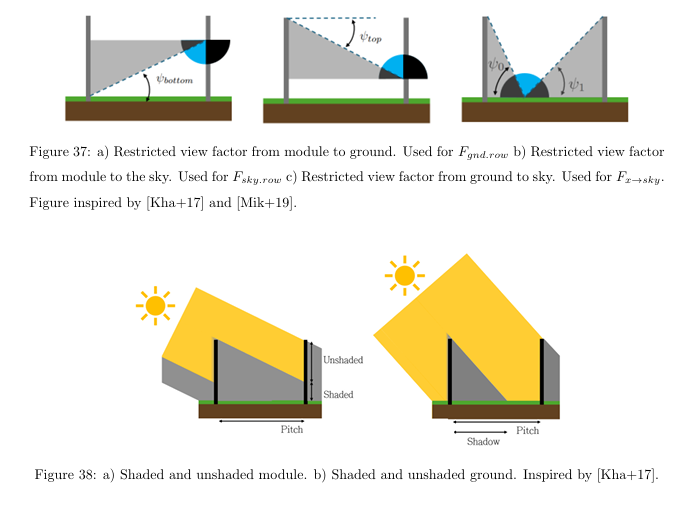 ψbottom
ψtop
ψ0
ψ1
Figure 37: a) Restricted view factor from module to ground. Used for Fgnd.row b) Restricted view factor
from module to the sky. Used for Fsky.row c) Restricted view factor from ground to sky. Used for Fx→sky.
Figure inspired by [Kha+17] and [Mik+19].
Unshaded
Shaded
Pitch
Pitch
Shadow
Figure 38: a) Shaded and unshaded module. b) Shaded and unshaded ground. Inspired by [Kha+17].